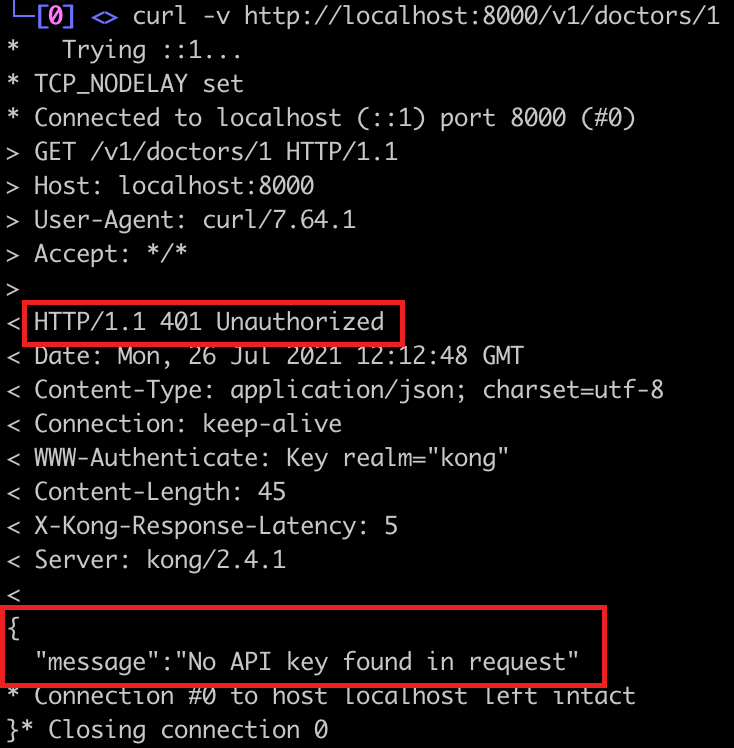 └─[0] <> curl -v http://localhost:8000/v1/doctors/1
*   Trying ::1...
* TCP_NODELAY set
* Connected to localhost (::1) port 8000 (#0)
> GET /v1/doctors/1 HTTP/1.1
> Host: localhost:8000
> User-Agent: curl/7.64.1
> Accept: */*
>
< HTTP/1.1 401 Unauthorized
< Date: Mon, 26 Jul 2021 12:12:48 GMT
< Content-Type: application/json; charset=utf-8
< Connection: keep-alive
< WWW-Authenticate: Key realm="kong"
< Content-Length: 45
< X-Kong-Response-Latency: 5
< Server: kong/2.4.1
<
{
  "message":"No API key found in request"
* Connection #0 to host localhost left intact
}* Closing connection 0